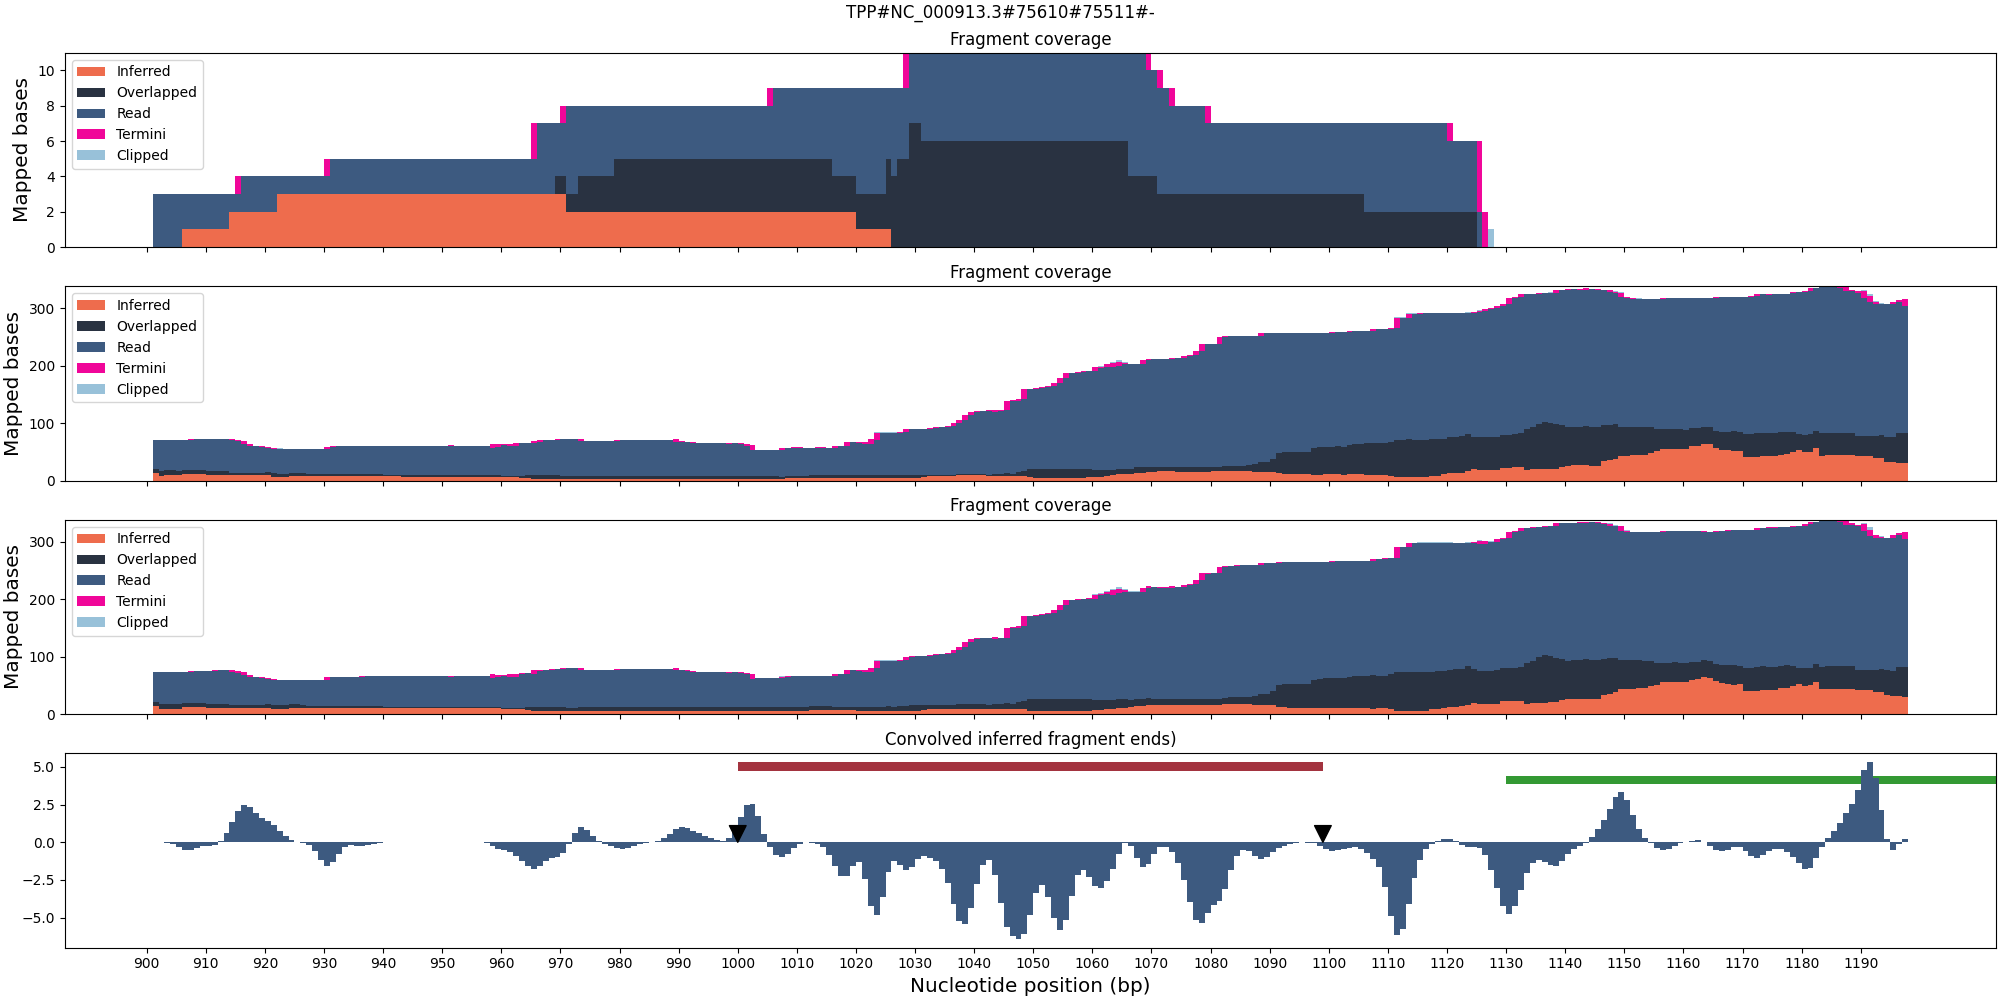 TPP#NC_000913.3#75610#75511#-
Fragment coverage
Mapped bases
10
8
6
4
2
0
Inferred
Overlapped
Read
Termini
Clipped
Fragment coverage
Mapped bases
300
200
100
0
Inferred
Overlapped
Read
Termini
Clipped
Fragment coverage
Mapped bases
300
200
100
0
Inferred
Overlapped
Read
Termini
Clipped
Convolved inferred fragment ends)
5.0
2.5
0.0
−2.5
−5.0
900 910 920 930 940 950 960 970 980 990 1000 1010 1020 1030 1040 1050 1060 1070 1080 1090 1100 1110 1120 1130 1140 1150 1160 1170 1180 1190
Nucleotide position (bp)